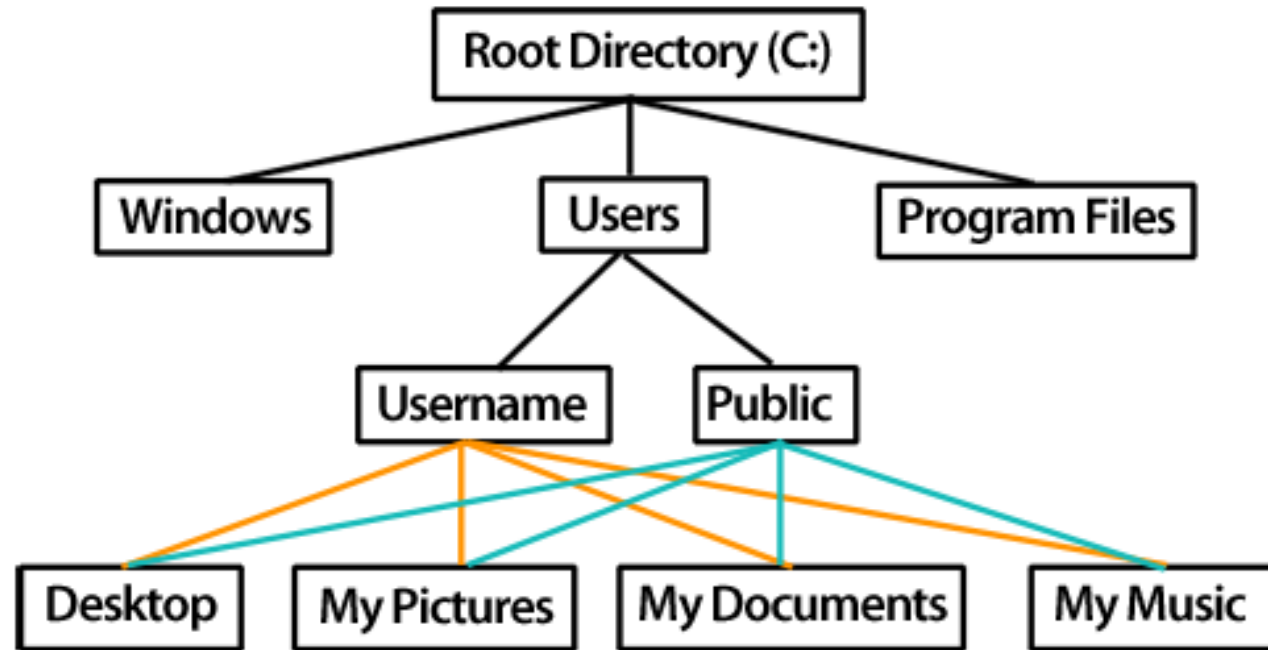 Root Directory (C:)
Windows
Users
Program Files
Username
Public
Desktop
My Pictures
My Documents
My Music